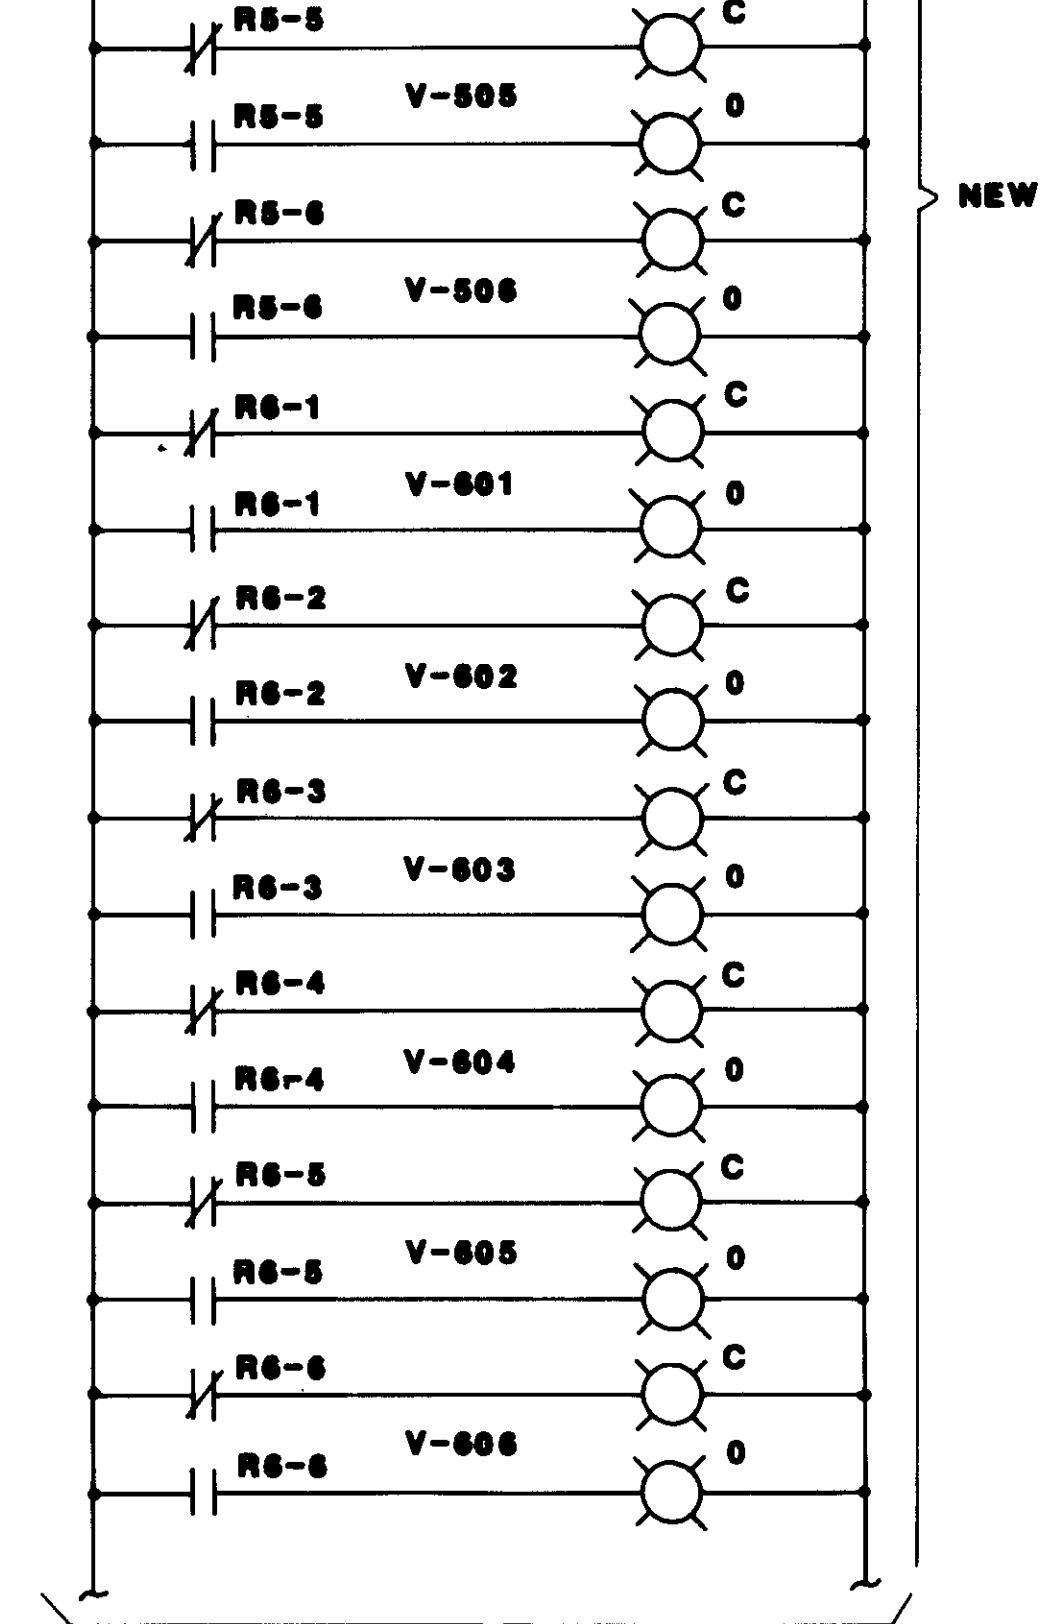 R5-5 C
V-505
R5-5 0
NEW
R5-6 C
V-506
R5-6 0
R6-1 C
V-601
R6-1 0
R6-2 C
V-602
R6-2 0
R6-3 C
V-603
R6-3 0
R6-4 C
V-604
R6-4 0
R6-5 C
V-605
R6-5 0
R6-6 C
V-606
R6-6 0